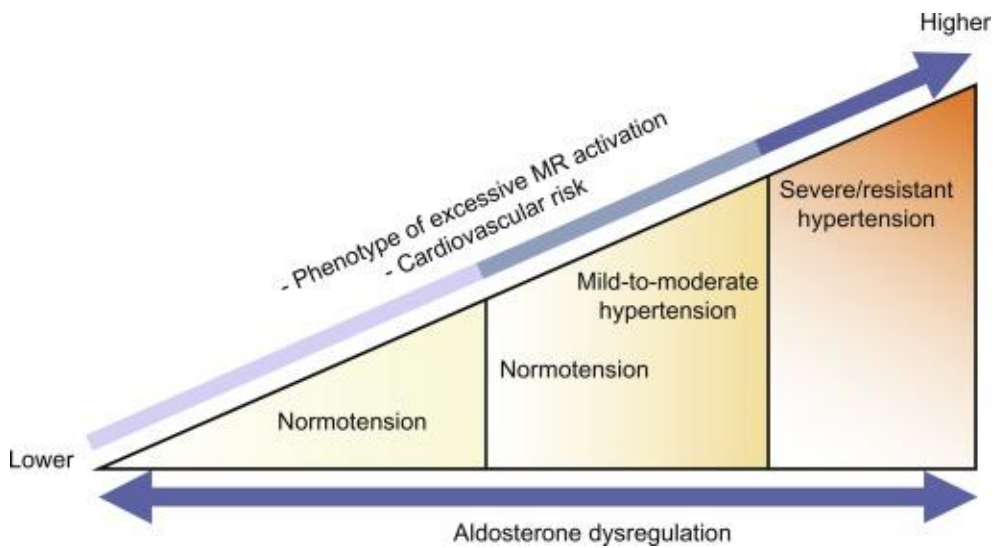 Higher
- Phenotype of excessive MR activation
- Cardiovascular risk
Severe/resistant
hypertension
Mild-to-moderate
hypertension
Normotension
Normotension
Lower
Aldosterone dysregulation